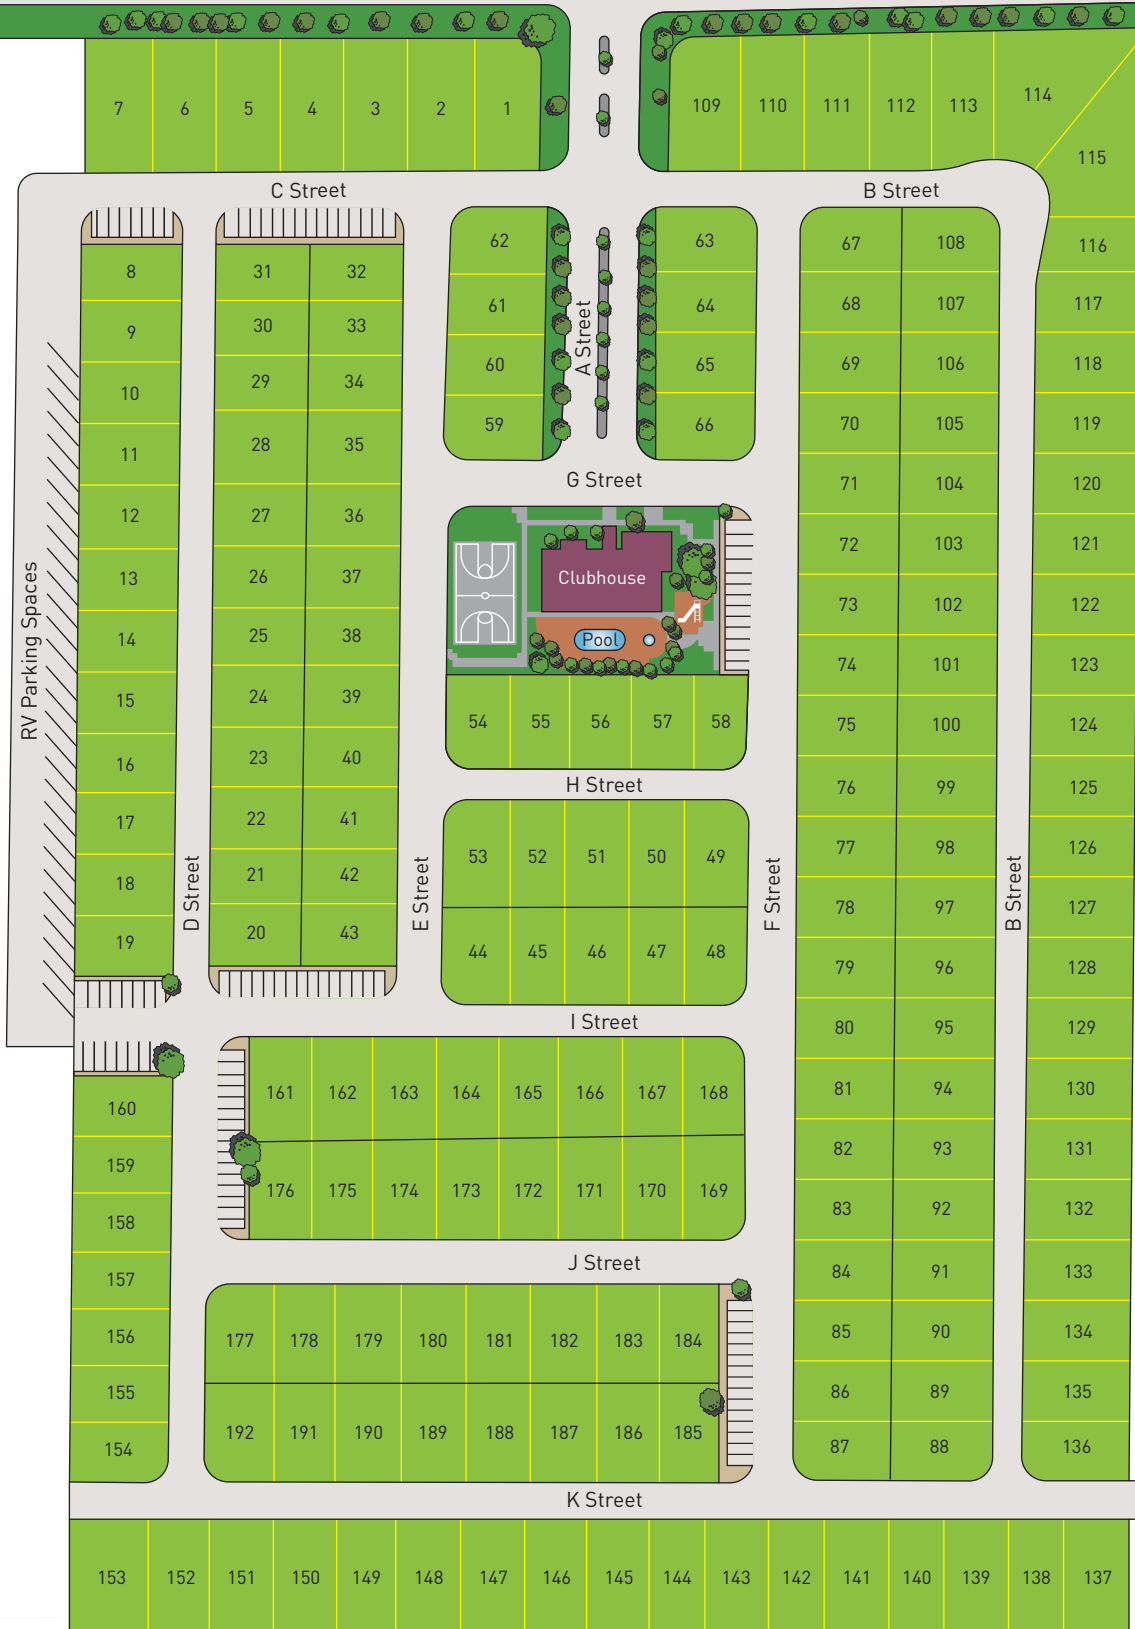 7 6 5 4 3 2 1 109 110 111 112 113 114
115
C Street B Street
8 31 32 62 63 67 108 116
9 30 33 61 64 68 107 117
10 29 34 60 A Street 65 69 106 118
11 28 35 59 66 70 105 119
G Street
12 27 36 71 104 120
13 26 37 Clubhouse 72 103 121
RV Parking Spaces
14 25 38 Pool 73 102 122
15 24 39 74 101 123
16 23 40 54 55 56 57 58 75 100 124
H Street
17 22 41 76 99 125
18 21 42 53 52 51 50 49 77 98 126
D Street E Street F Street B Street
19 20 43 44 45 46 47 48 78 97 127
79 96 128
I Street
80 95 129
160 161 162 163 164 165 166 167 168 81 94 130
159 176 175 174 173 172 171 170 169 82 93 131
158 83 92 132
J Street
157 84 91 133
156 177 178 179 180 181 182 183 184 85 90 134
155 86 89 135
154 192 191 190 189 188 187 186 185 87 88 136
K Street
153 152 151 150 149 148 147 146 145 144 143 142 141 140 139 138 137